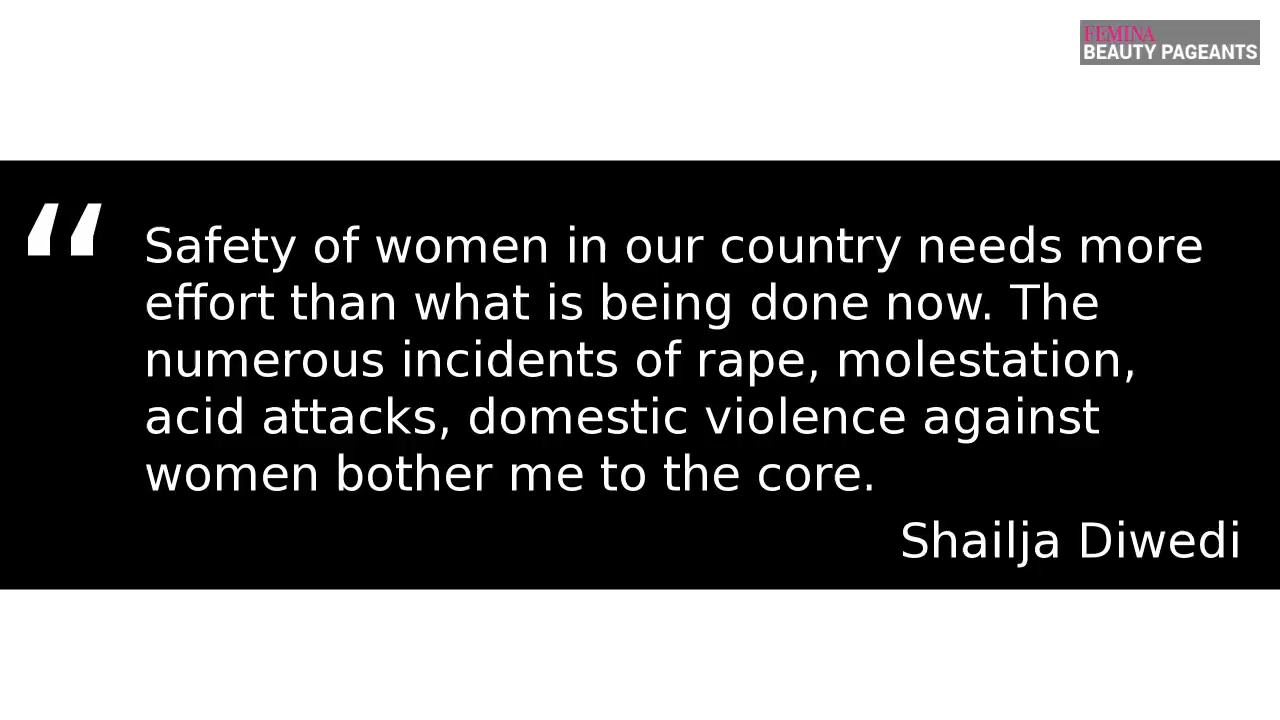 FEMINA
BEAUTY PAGEANTS
“
Safety of women in our country needs more
effort than what is being done now. The
numerous incidents of rape, molestation,
acid attacks, domestic violence against
women bother me to the core.
Shailja Diwedi